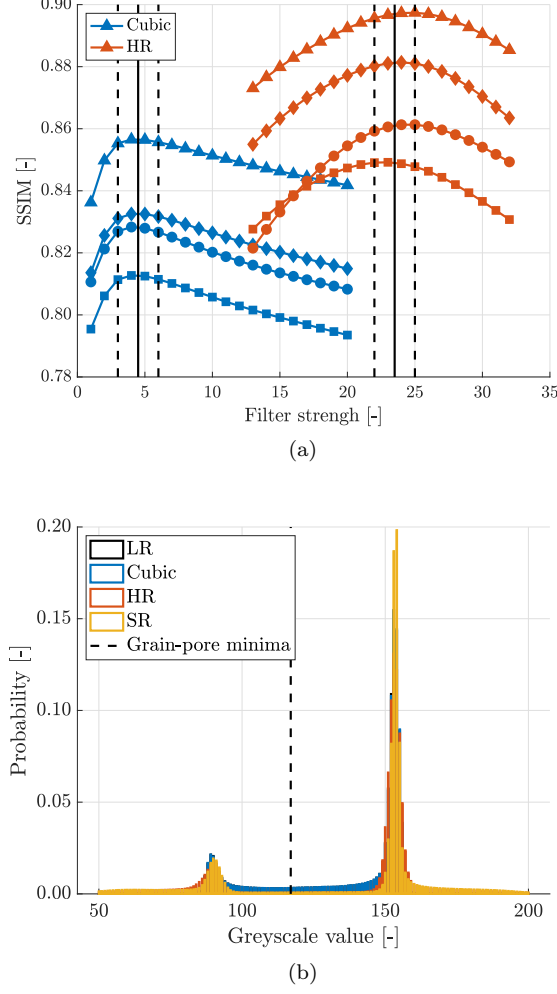 0.90
0.88
0.86
0.84
0.82
0.80
0.78
SSIM [-]
Cubic
HR
0 5 10 15 20 25 30 35
Filter strengh [-]
(a)
0.20
0.15
0.10
0.05
0.00
Probability [-]
LR
Cubic
HR
SR
Grain-pore minima
50 100 150 200
Greyscale value [-]
(b)